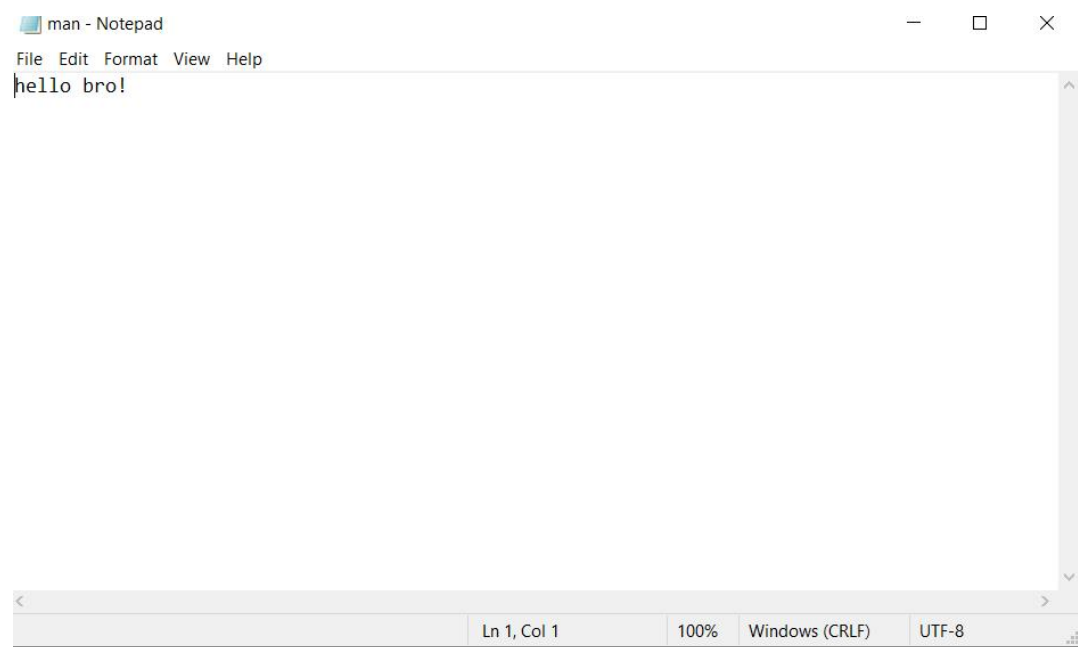 man - Notepad
File Edit Format View Help
hello bro!
Ln 1, Col 1 100% Windows (CRLF) UTF-8